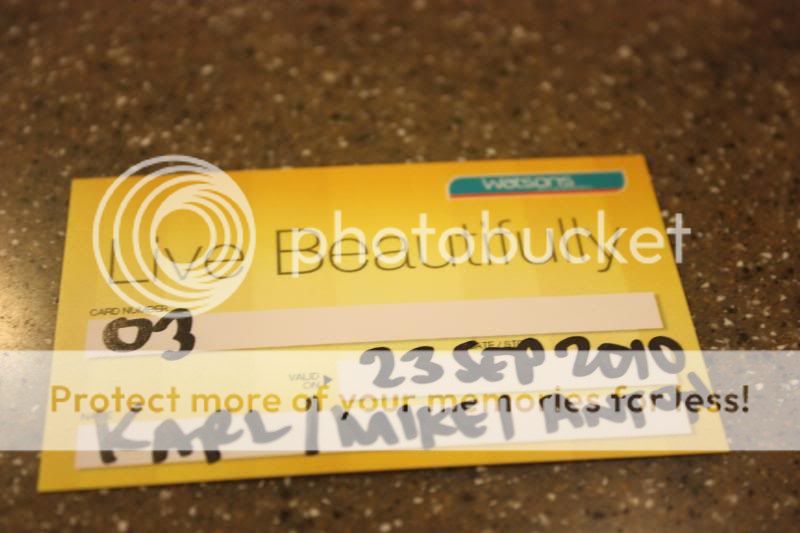 watsons
Live Beautifully
photobucket
CARD NUMBER
03
DATE /
VALID ON
23 SEP 2010
Protect more of your memories for less!
KARL / MIKE / ANTON